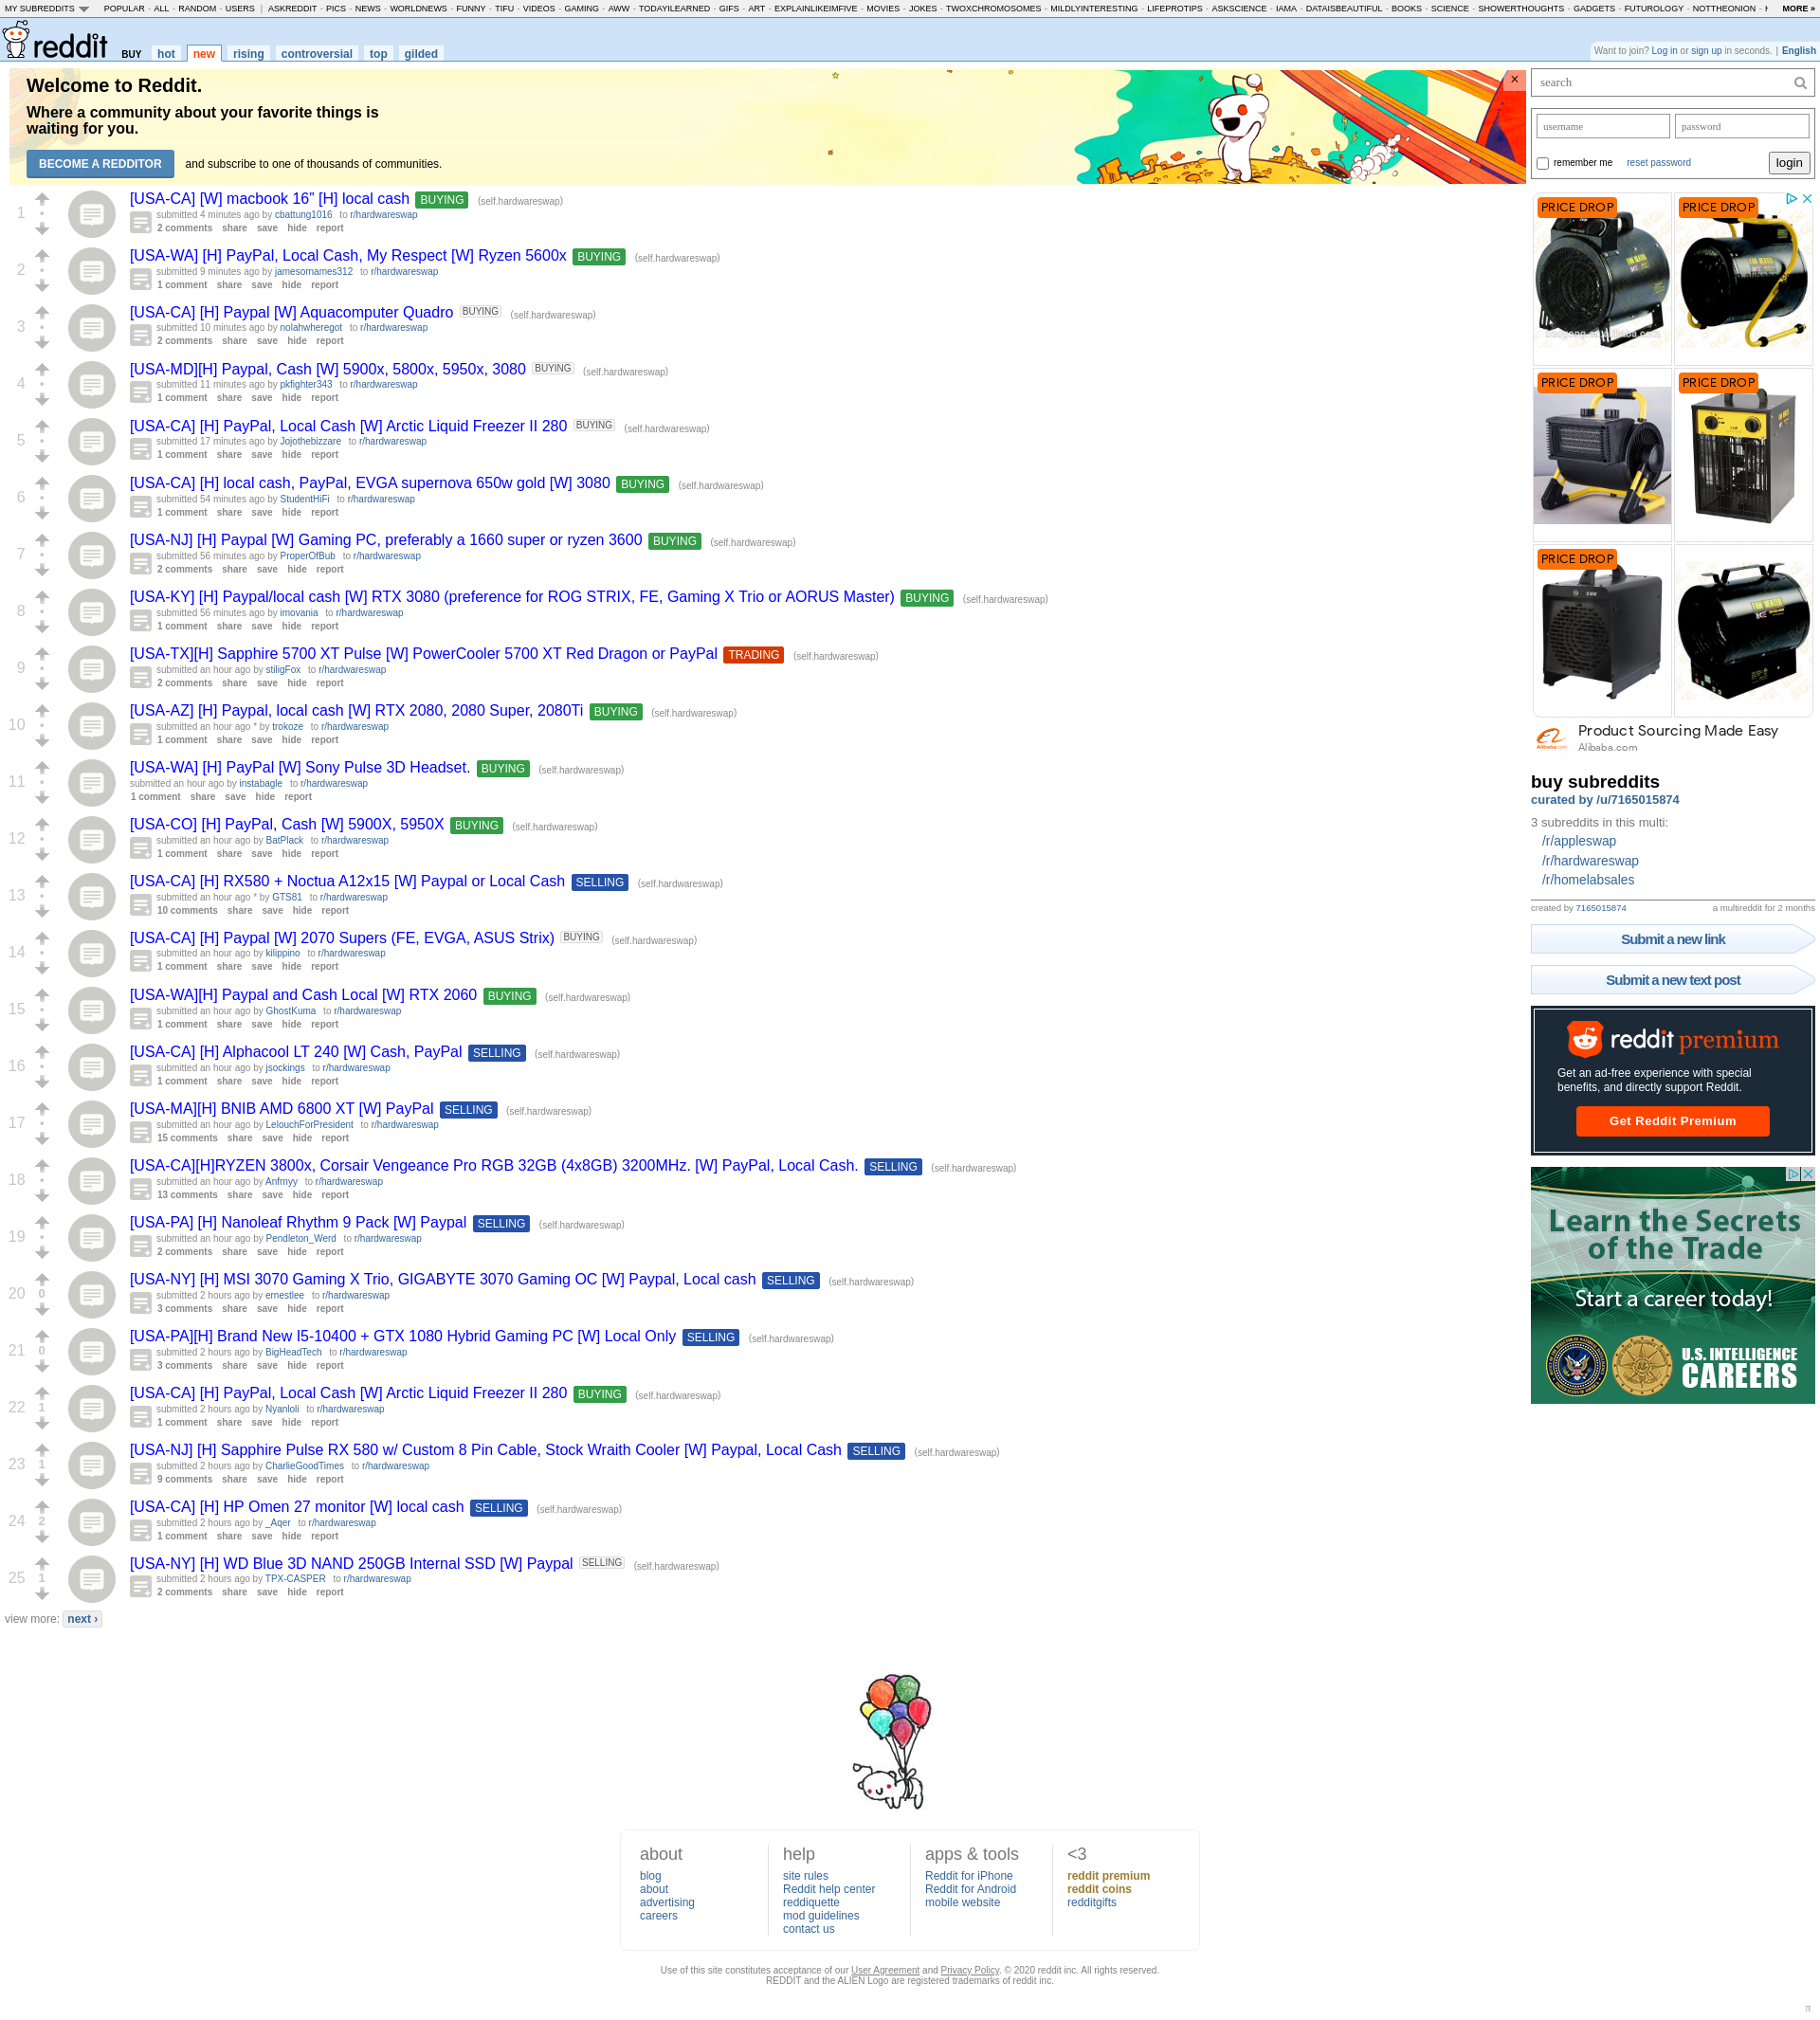 MY SUBREDDITS POPULAR - ALL - RANDOM - USERS | ASKREDDIT - PICS - NEWS - WORLDNEWS - FUNNY - TIFU - VIDEOS - GAMING - AWW - TODAYILEARNED - GIFS - ART - EXPLAINLIKEIMFIVE - MOVIES - JOKES - TWOXCHROMOSOMES - MILDLYINTERESTING - LIFEPROTIPS - ASKSCIENCE - IAMA - DATAISBEAUTIFUL - BOOKS - SCIENCE - SHOWERTHOUGHTS - GADGETS - FUTUROLOGY - NOTTHEONION - MORE »
reddit BUY hot new rising controversial top gilded
Want to join? Log in or sign up in seconds. | English
Welcome to Reddit.
Where a community about your favorite things is
waiting for you.
BECOME A REDDITOR and subscribe to one of thousands of communities.
1
[USA-CA] [W] macbook 16” [H] local cash BUYING (self.hardwareswap)
submitted 4 minutes ago by cbattung1016 to r/hardwareswap
2 comments share save hide report
2
[USA-WA] [H] PayPal, Local Cash, My Respect [W] Ryzen 5600x BUYING (self.hardwareswap)
submitted 9 minutes ago by jamesornames312 to r/hardwareswap
1 comment share save hide report
3
[USA-CA] [H] Paypal [W] Aquacomputer Quadro BUYING (self.hardwareswap)
submitted 10 minutes ago by nolahwheregot to r/hardwareswap
2 comments share save hide report
4
[USA-MD][H] Paypal, Cash [W] 5900x, 5800x, 5950x, 3080 BUYING (self.hardwareswap)
submitted 11 minutes ago by pkfighter343 to r/hardwareswap
1 comment share save hide report
5
[USA-CA] [H] PayPal, Local Cash [W] Arctic Liquid Freezer II 280 BUYING (self.hardwareswap)
submitted 17 minutes ago by Jojothebizzare to r/hardwareswap
1 comment share save hide report
6
[USA-CA] [H] local cash, PayPal, EVGA supernova 650w gold [W] 3080 BUYING (self.hardwareswap)
submitted 54 minutes ago by StudentHiFi to r/hardwareswap
1 comment share save hide report
7
[USA-NJ] [H] Paypal [W] Gaming PC, preferably a 1660 super or ryzen 3600 BUYING (self.hardwareswap)
submitted 56 minutes ago by ProperOfBub to r/hardwareswap
2 comments share save hide report
8
[USA-KY] [H] Paypal/local cash [W] RTX 3080 (preference for ROG STRIX, FE, Gaming X Trio or AORUS Master) BUYING (self.hardwareswap)
submitted 56 minutes ago by imovania to r/hardwareswap
1 comment share save hide report
9
[USA-TX][H] Sapphire 5700 XT Pulse [W] PowerCooler 5700 XT Red Dragon or PayPal TRADING (self.hardwareswap)
submitted an hour ago by stiligFox to r/hardwareswap
2 comments share save hide report
10
[USA-AZ] [H] Paypal, local cash [W] RTX 2080, 2080 Super, 2080Ti BUYING (self.hardwareswap)
submitted an hour ago * by trokoze to r/hardwareswap
1 comment share save hide report
11
[USA-WA] [H] PayPal [W] Sony Pulse 3D Headset. BUYING (self.hardwareswap)
submitted an hour ago by instabagle to r/hardwareswap
1 comment share save hide report
12
[USA-CO] [H] PayPal, Cash [W] 5900X, 5950X BUYING (self.hardwareswap)
submitted an hour ago by BatPlack to r/hardwareswap
1 comment share save hide report
13
[USA-CA] [H] RX580 + Noctua A12x15 [W] Paypal or Local Cash SELLING (self.hardwareswap)
submitted an hour ago * by GTS81 to r/hardwareswap
10 comments share save hide report
14
[USA-CA] [H] Paypal [W] 2070 Supers (FE, EVGA, ASUS Strix) BUYING (self.hardwareswap)
submitted an hour ago by kilippino to r/hardwareswap
1 comment share save hide report
15
[USA-WA][H] Paypal and Cash Local [W] RTX 2060 BUYING (self.hardwareswap)
submitted an hour ago by GhostKuma to r/hardwareswap
1 comment share save hide report
16
[USA-CA] [H] Alphacool LT 240 [W] Cash, PayPal SELLING (self.hardwareswap)
submitted an hour ago by jsockings to r/hardwareswap
1 comment share save hide report
17
[USA-MA][H] BNIB AMD 6800 XT [W] PayPal SELLING (self.hardwareswap)
submitted an hour ago by LelouchForPresident to r/hardwareswap
15 comments share save hide report
18
[USA-CA][H]RYZEN 3800x, Corsair Vengeance Pro RGB 32GB (4x8GB) 3200MHz. [W] PayPal, Local Cash. SELLING (self.hardwareswap)
submitted an hour ago by Anfrnyy to r/hardwareswap
13 comments share save hide report
19
[USA-PA] [H] Nanoleaf Rhythm 9 Pack [W] Paypal SELLING (self.hardwareswap)
submitted an hour ago by Pendleton_Werd to r/hardwareswap
2 comments share save hide report
20 0
[USA-NY] [H] MSI 3070 Gaming X Trio, GIGABYTE 3070 Gaming OC [W] Paypal, Local cash SELLING (self.hardwareswap)
submitted 2 hours ago by ernestlee to r/hardwareswap
3 comments share save hide report
21 0
[USA-PA][H] Brand New I5-10400 + GTX 1080 Hybrid Gaming PC [W] Local Only SELLING (self.hardwareswap)
submitted 2 hours ago by BigHeadTech to r/hardwareswap
3 comments share save hide report
22 1
[USA-CA] [H] PayPal, Local Cash [W] Arctic Liquid Freezer II 280 BUYING (self.hardwareswap)
submitted 2 hours ago by Nyanloli to r/hardwareswap
1 comment share save hide report
23 1
[USA-NJ] [H] Sapphire Pulse RX 580 w/ Custom 8 Pin Cable, Stock Wraith Cooler [W] Paypal, Local Cash SELLING (self.hardwareswap)
submitted 2 hours ago by CharlieGoodTimes to r/hardwareswap
9 comments share save hide report
24 2
[USA-CA] [H] HP Omen 27 monitor [W] local cash SELLING (self.hardwareswap)
submitted 2 hours ago by _Aqer to r/hardwareswap
1 comment share save hide report
25 1
[USA-NY] [H] WD Blue 3D NAND 250GB Internal SSD [W] Paypal SELLING (self.hardwareswap)
submitted 2 hours ago by TPX-CASPER to r/hardwareswap
2 comments share save hide report
view more: next ›
search
username password
remember me reset password login
PRICE DROP PRICE DROP
PRICE DROP PRICE DROP
PRICE DROP
Product Sourcing Made Easy
Alibaba.com
buy subreddits
curated by /u/7165015874
3 subreddits in this multi:
/r/appleswap
/r/hardwareswap
/r/homelabsales
created by 7165015874 a multireddit for 2 months
Submit a new link
Submit a new text post
reddit premium
Get an ad-free experience with special
benefits, and directly support Reddit.
Get Reddit Premium
Learn the Secrets
of the Trade
Start a career today!
U.S. INTELLIGENCE
CAREERS
about
blog
about
advertising
careers
help
site rules
Reddit help center
reddiquette
mod guidelines
contact us
apps & tools
Reddit for iPhone
Reddit for Android
mobile website
<3
reddit premium
reddit coins
redditgifts
Use of this site constitutes acceptance of our User Agreement and Privacy Policy. © 2020 reddit inc. All rights reserved.
REDDIT and the ALIEN Logo are registered trademarks of reddit inc.
π